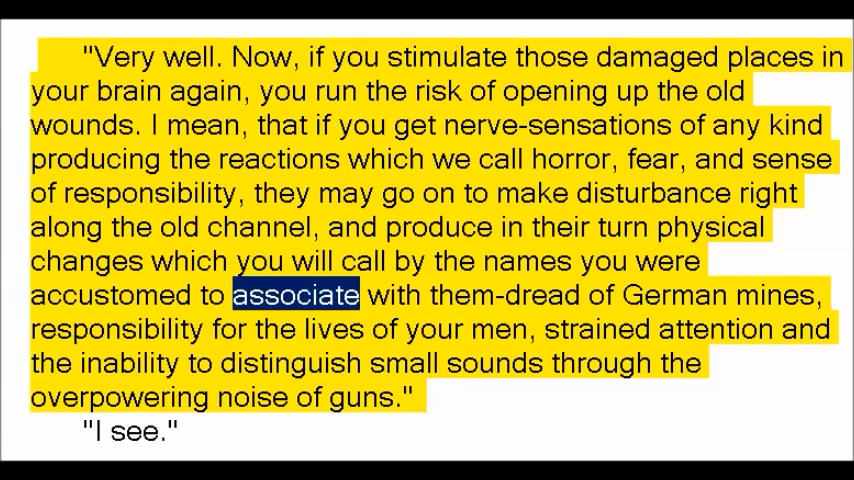 "Very well. Now, if you stimulate those damaged places in
your brain again, you run the risk of opening up the old
wounds. I mean, that if you get nerve-sensations of any kind
producing the reactions which we call horror, fear, and sense
of responsibility, they may go on to make disturbance right
along the old channel, and produce in their turn physical
changes which you will call by the names you were
accustomed to associate with them-dread of German mines,
responsibility for the lives of your men, strained attention and
the inability to distinguish small sounds through the
overpowering noise of guns."
"I see."